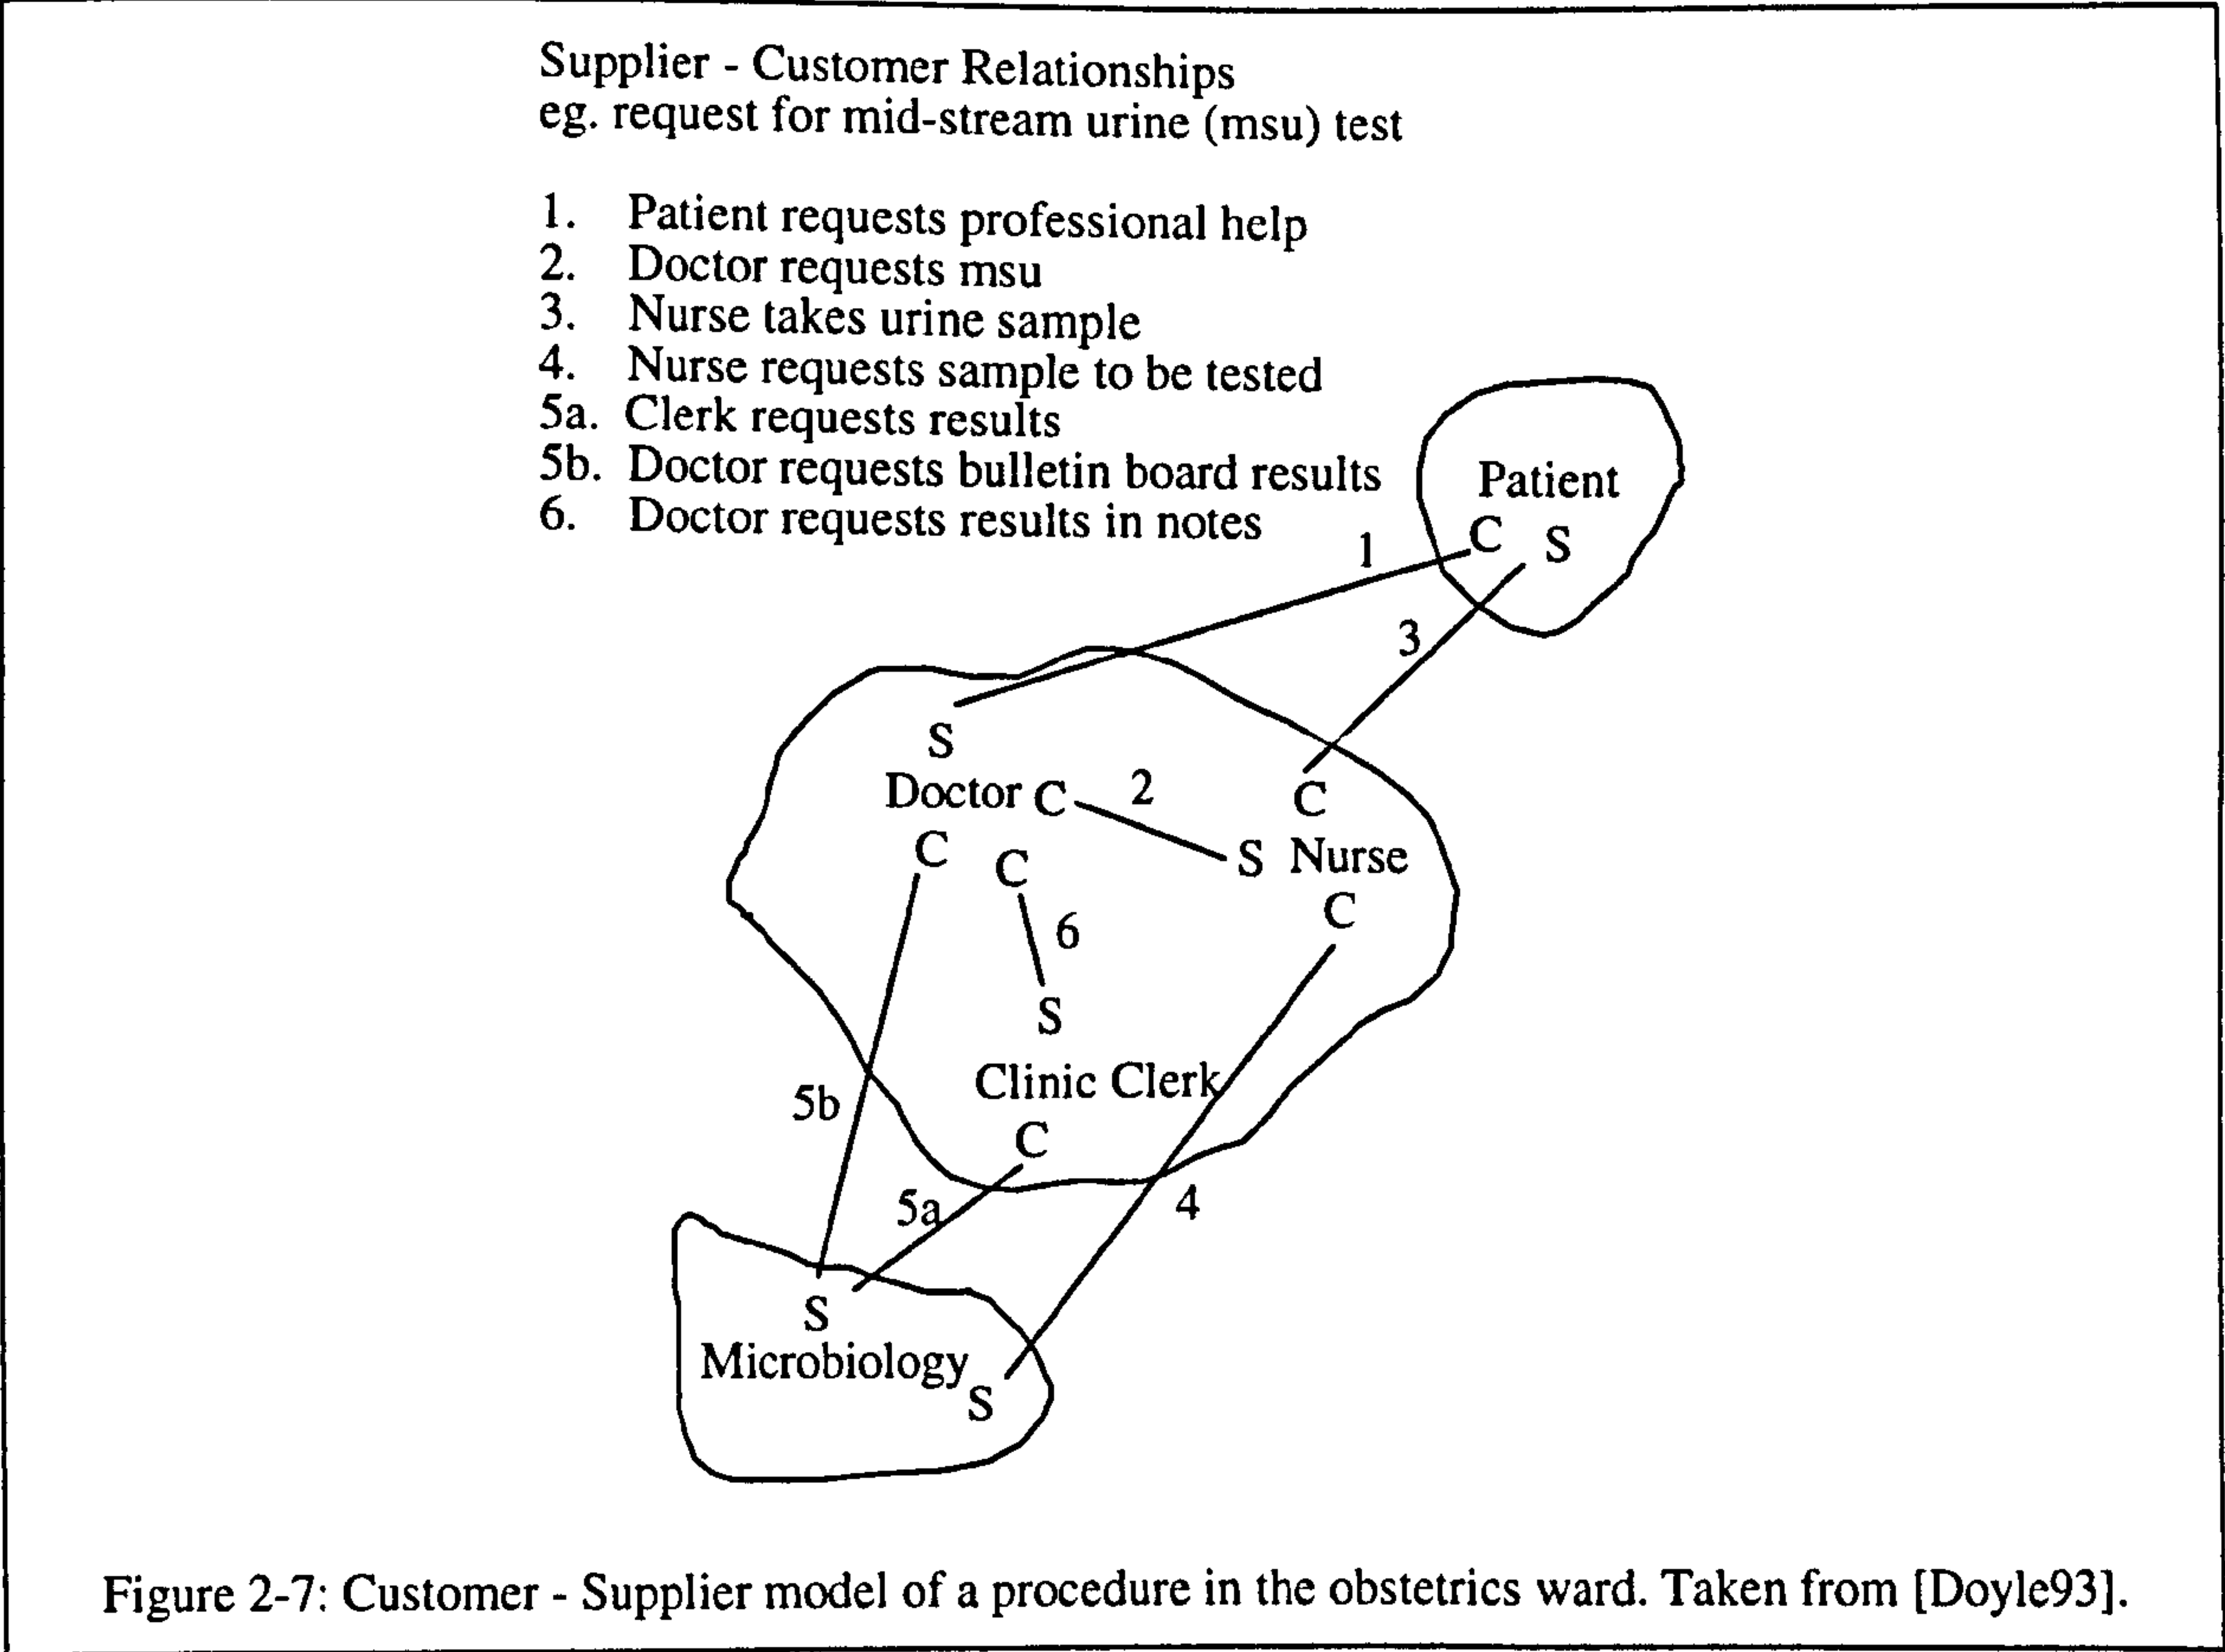 Supplier - Customer Relationships
eg. request for mid-stream urine (msu) test
1. Patient requests professional help
2. Doctor requests msu
3. Nurse takes urine sample
4. Nurse requests sample to be tested
5a. Clerk requests results
5b. Doctor requests bulletin board results
6. Doctor requests results in notes
Patient
C S
1
3
S
Doctor C
2
C
S Nurse
C C
C
6
S
Clinic Clerk
5b
C
5a
4
S
Microbiology
S
Figure 2-7: Customer - Supplier model of a procedure in the obstetrics ward. Taken from [Doyle93].